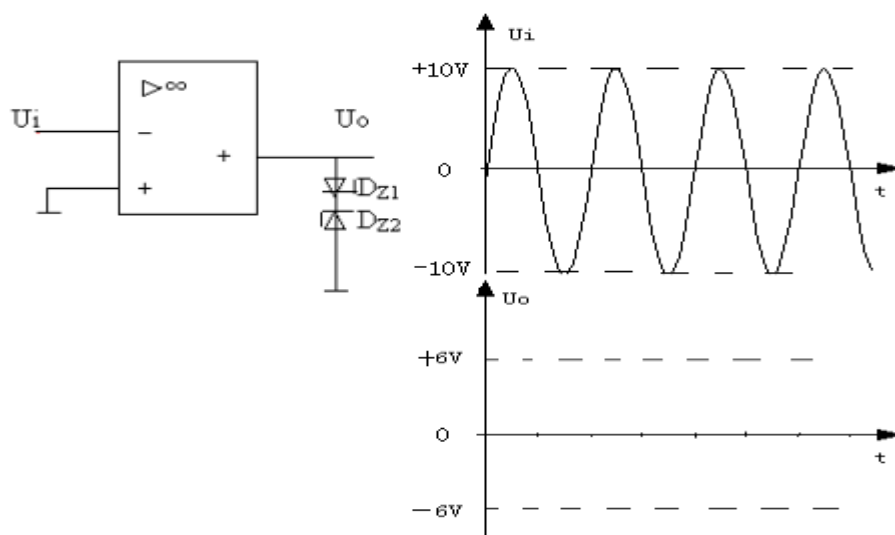 ▷∞
Ui
−
+
+
Uo
DZ1
DZ2
Ui
+10V
0
t
−10V
Uo
+6V
0
t
−6V